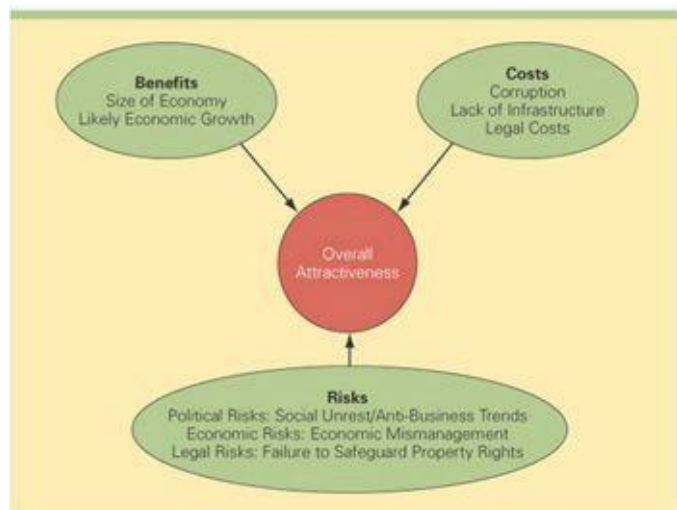 Benefits
Size of Economy
Likely Economic Growth
Costs
Corruption
Lack of Infrastructure
Legal Costs
Overall
Attractiveness
Risks
Political Risks: Social Unrest/Anti-Business Trends
Economic Risks: Economic Mismanagement
Legal Risks: Failure to Safeguard Property Rights